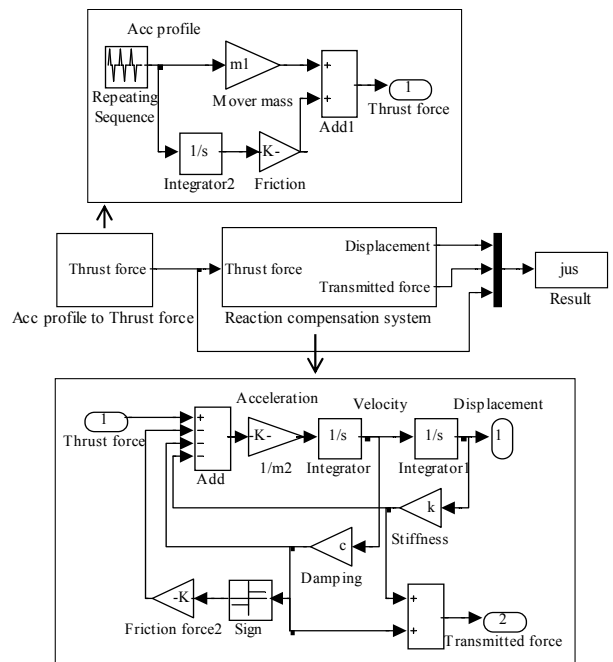 Acc profile
m1
+
+
1
Repeating
Sequence
Mover mass
Thrust force
Add1
1/s
K-
Integrator2
Friction
Displacement
Thrust force
Thrust force
Transmitted force
jus
Result
Acc profile to Thrust force
Reaction compensation system
Acceleration
Velocity
Displacement
1
+
−
−
−
-K-
1/s
1/s
1
Thrust force
Add
1/m2
Integrator
Integrator1
k
Stiffness
c
Damping
-K
+
+
2
Friction force2
Sign
Transmitted force